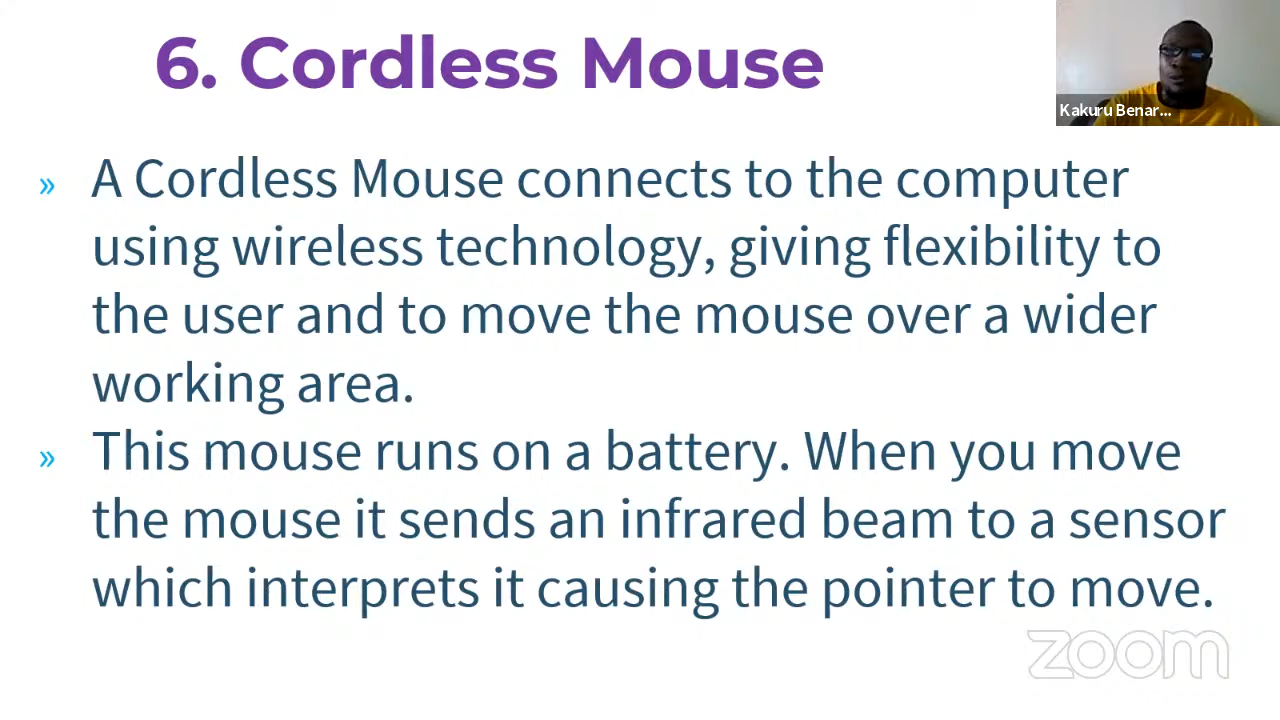 6. Cordless Mouse
Kakuru Benar...
» A Cordless Mouse connects to the computer
using wireless technology, giving flexibility to
the user and to move the mouse over a wider
working area.
» This mouse runs on a battery. When you move
the mouse it sends an infrared beam to a sensor
which interprets it causing the pointer to move.
zoom